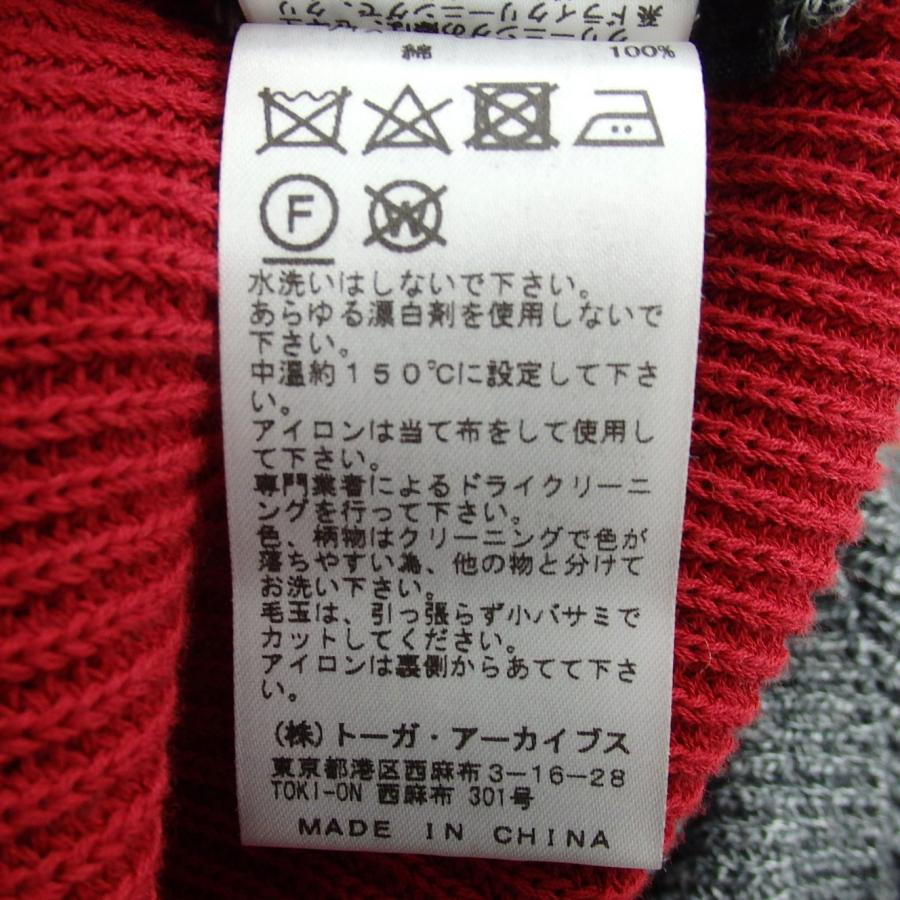 綿 100%
F W
水洗いはしないで下さい。
あらゆる漂白剤を使用しないで
下さい。
中温約150℃に設定して下さ
い。
アイロンは当て布をして使用し
て下さい。
専門業者によるドライクリーニ
ングを行って下さい。
色、柄物はクリーニングで色が
落ちやすい為、他の物と分けて
お洗い下さい。
毛玉は、引っ張らず小バサミで
カットしてください。
アイロンは裏側からあてて下さ
い。
(株)トーガ・アーカイブス
東京都港区西麻布3-16-28
TOKI-ON 西麻布 301号
MADE IN CHINA